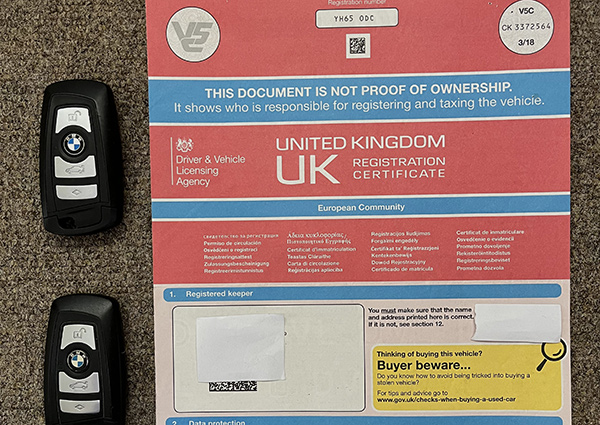 Registration number
YH65 ODC
V5C
V5C
CK 3372564
3/18
THIS DOCUMENT IS NOT PROOF OF OWNERSHIP.
It shows who is responsible for registering and taxing the vehicle.
Driver & Vehicle
Licensing
Agency
UNITED KINGDOM
UK REGISTRATION
CERTIFICATE
European Community
Permiso de circulación
Osvědčení o registraci
Registreringsattest
Zulassungsbescheinigung
Registreerimistunnistus
Άδεια κυκλοφορίας
Certificat d'immatriculation
Teastas Cláraithe
Carta di circolazione
Reģistrācijas apliecība
Registracijos liudijimas
Forgalmi engedély
Ċertifikat ta' Reġistrazzjoni
Kentekenbewijs
Dowód Rejestracyjny
Certificado de matrícula
Certificat de înmatriculare
Osvedčenie o evidencii
Prometno dovoljenje
Rekisteröintitodistus
Registreringsbeviset
Prometna dozvola
1. Registered keeper
You must make sure that the name
and address printed here is correct.
If it is not, see section 12.
Thinking of buying this vehicle?
Buyer beware...
Do you know how to avoid being tricked into buying a
stolen vehicle?
For tips and advice go to
www.gov.uk/checks-when-buying-a-used-car
2. Data protection
BMW
BMW